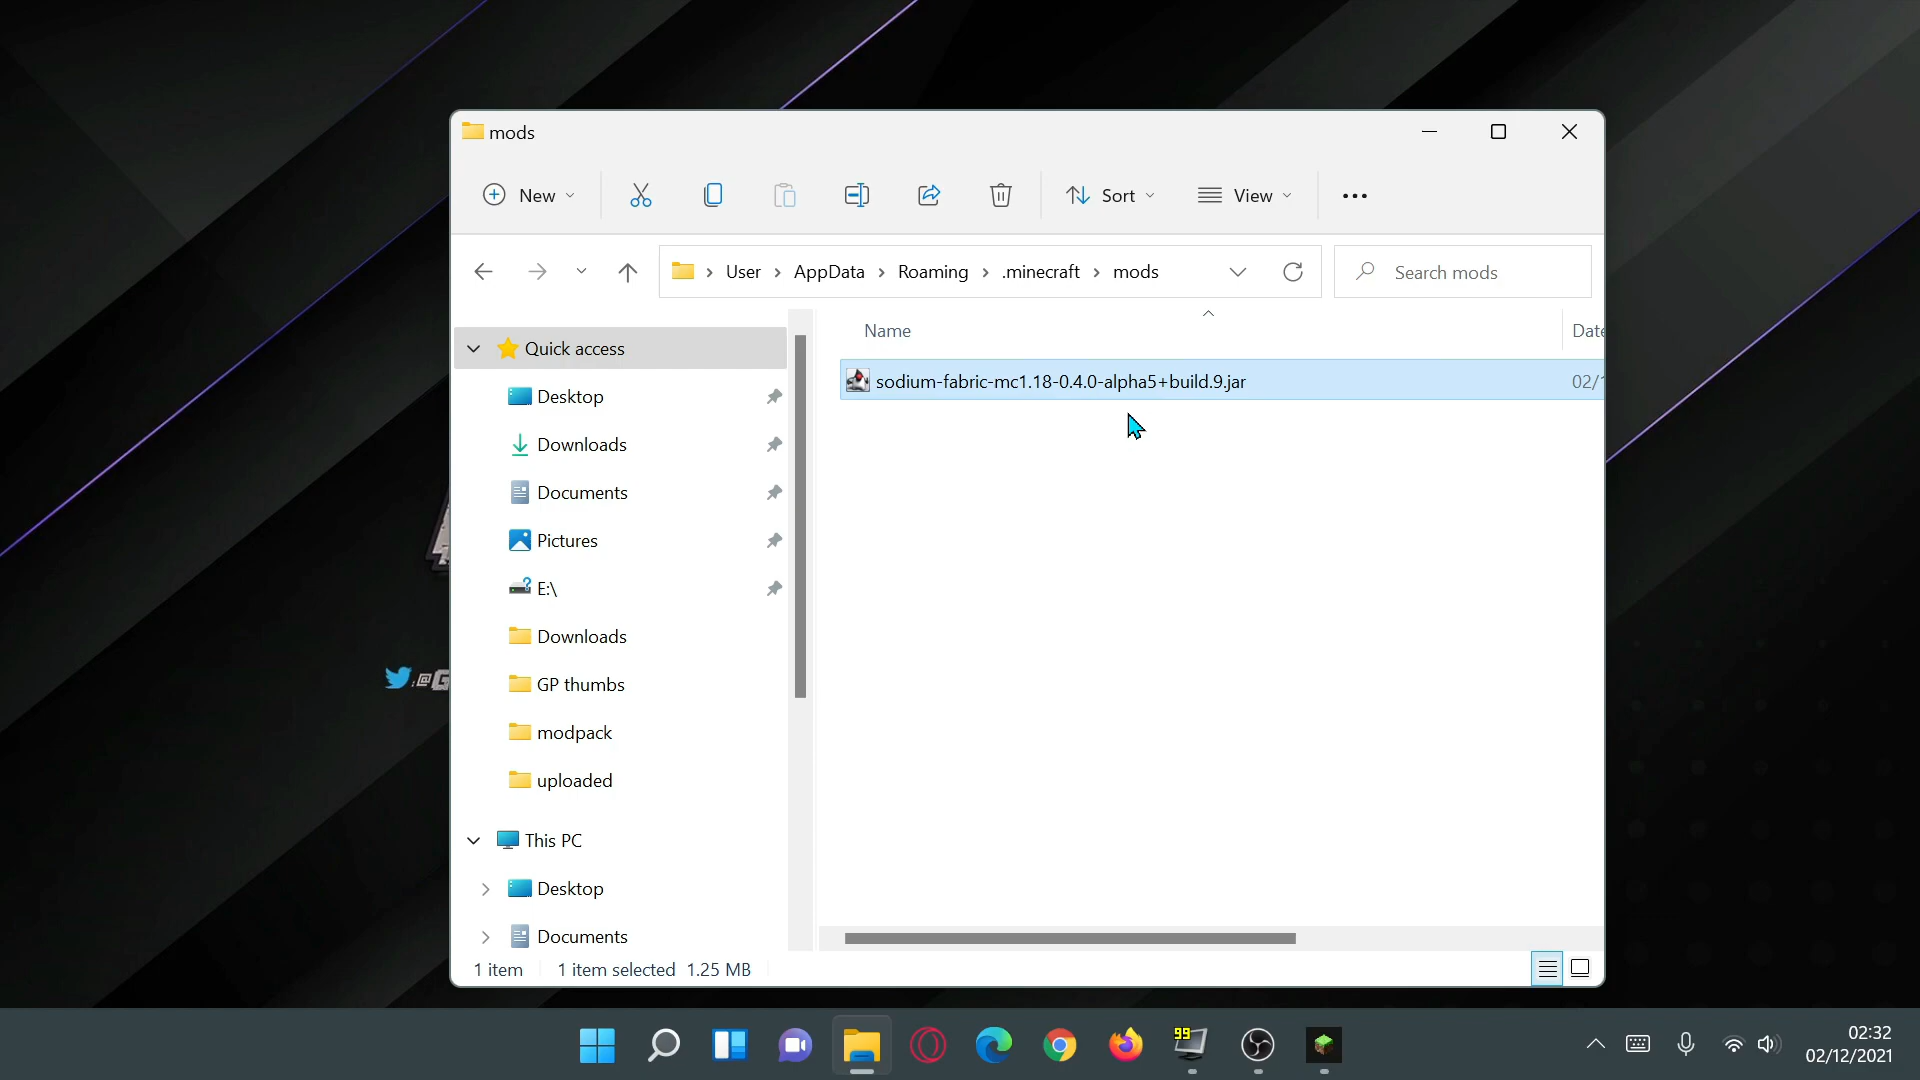 mods
New
Sort
View
User
AppData
Roaming
.minecraft
mods
Search mods
Name
Date
Quick access
sodium-fabric-mc1.18-0.4.0-alpha5+build.9.jar
02/1
Desktop
Downloads
Documents
Pictures
E:\
Downloads
GP thumbs
modpack
uploaded
This PC
Desktop
Documents
1 item
1 item selected 1.25 MB
:@G
99
02:32
02/12/2021